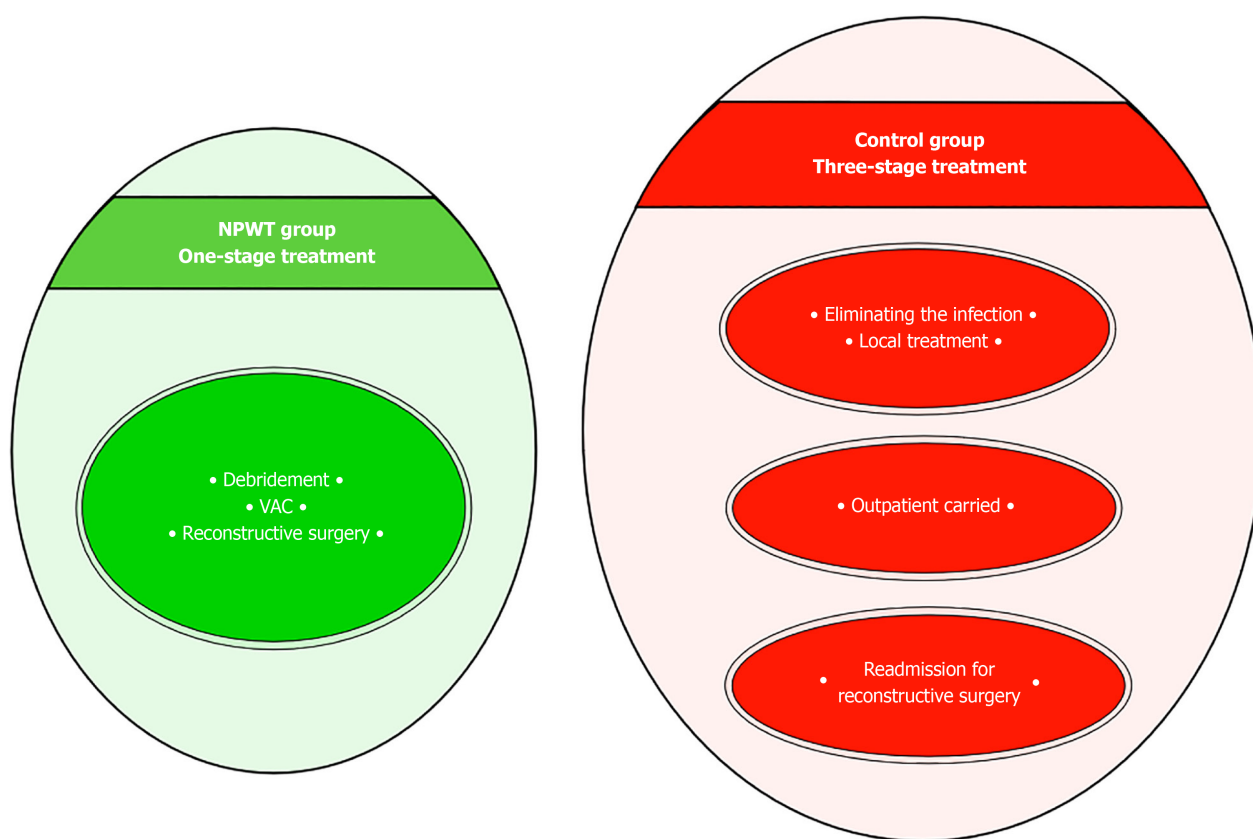 NPWT group
One-stage treatment
• Debridement •
• VAC •
• Reconstructive surgery •
Control group
Three-stage treatment
• Eliminating the infection •
• Local treatment •
• Outpatient carried •
• Readmission for
reconstructive surgery •